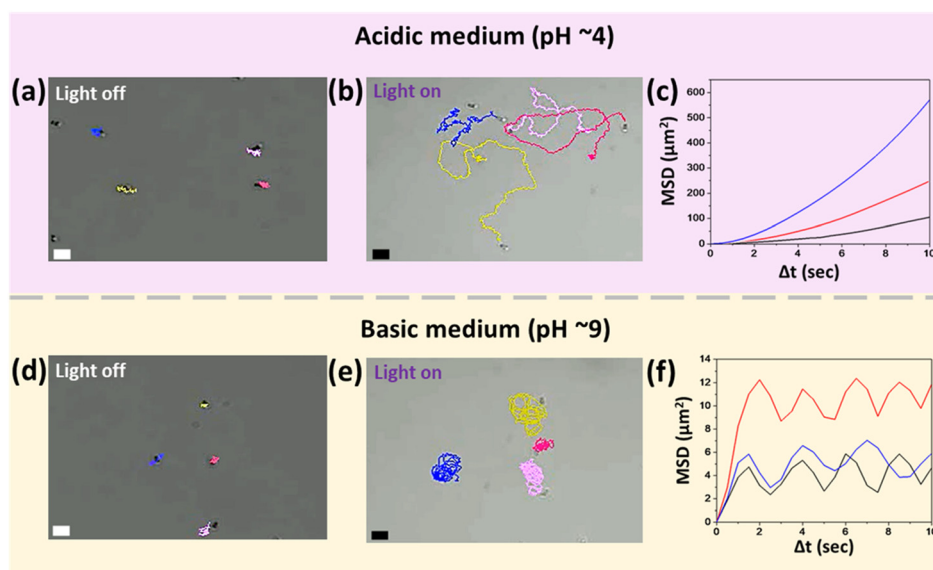 Acidic medium (pH ~4)
(a)
Light off
(b)
Light on
(c)
MSD (µm²)
600
500
400
300
200
100
0
0
2
4
6
8
10
Δt (sec)
Basic medium (pH ~9)
(d)
Light off
(e)
Light on
(f)
MSD (µm²)
14
12
10
8
6
4
2
0
0
2
4
6
8
10
Δt (sec)